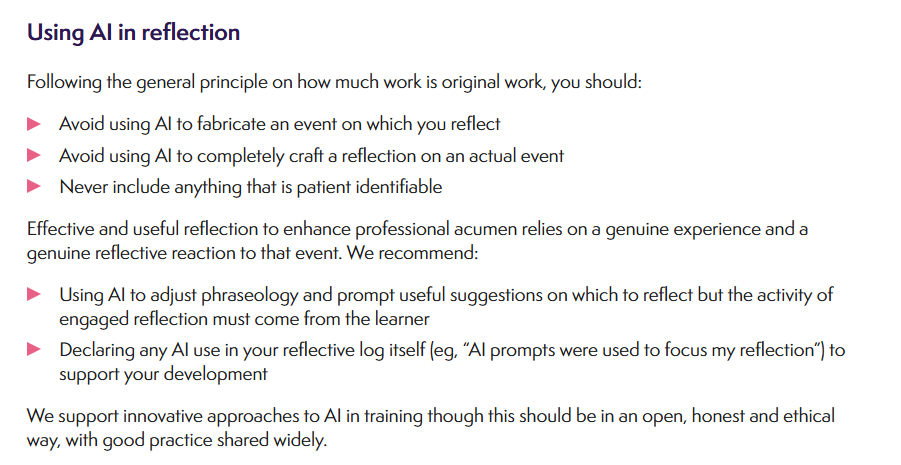 Using AI in reflection
Following the general principle on how much work is original work, you should:
Avoid using AI to fabricate an event on which you reflect
Avoid using AI to completely craft a reflection on an actual event
Never include anything that is patient identifiable
Effective and useful reflection to enhance professional acumen relies on a genuine experience and a
genuine reflective reaction to that event. We recommend:
Using AI to adjust phraseology and prompt useful suggestions on which to reflect but the activity of
engaged reflection must come from the learner
Declaring any AI use in your reflective log itself (eg, “AI prompts were used to focus my reflection”) to
support your development
We support innovative approaches to AI in training though this should be in an open, honest and ethical
way, with good practice shared widely.